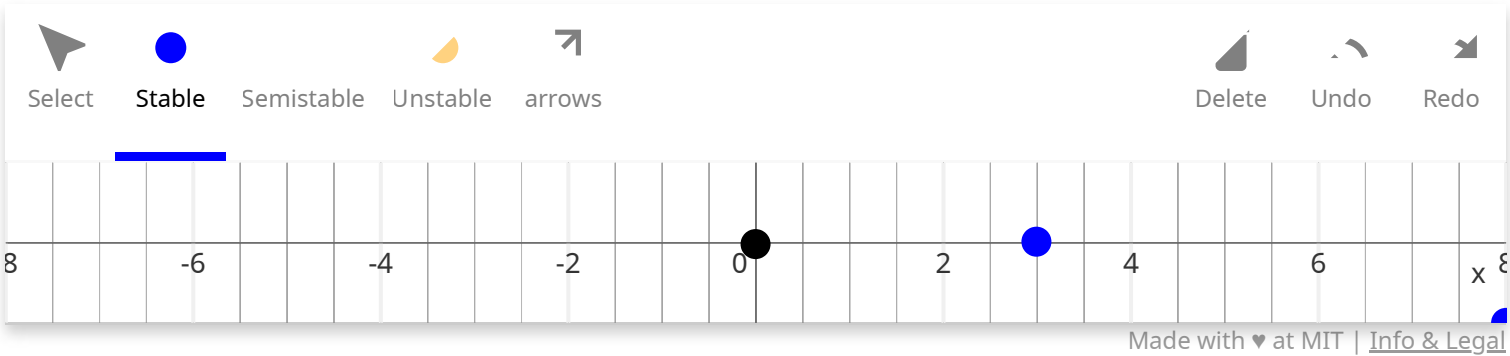 Select Stable Semistable Unstable arrows Delete Undo Redo
8 -6 -4 -2 0 2 4 6 x 8
Made with ♥ at MIT | Info & Legal